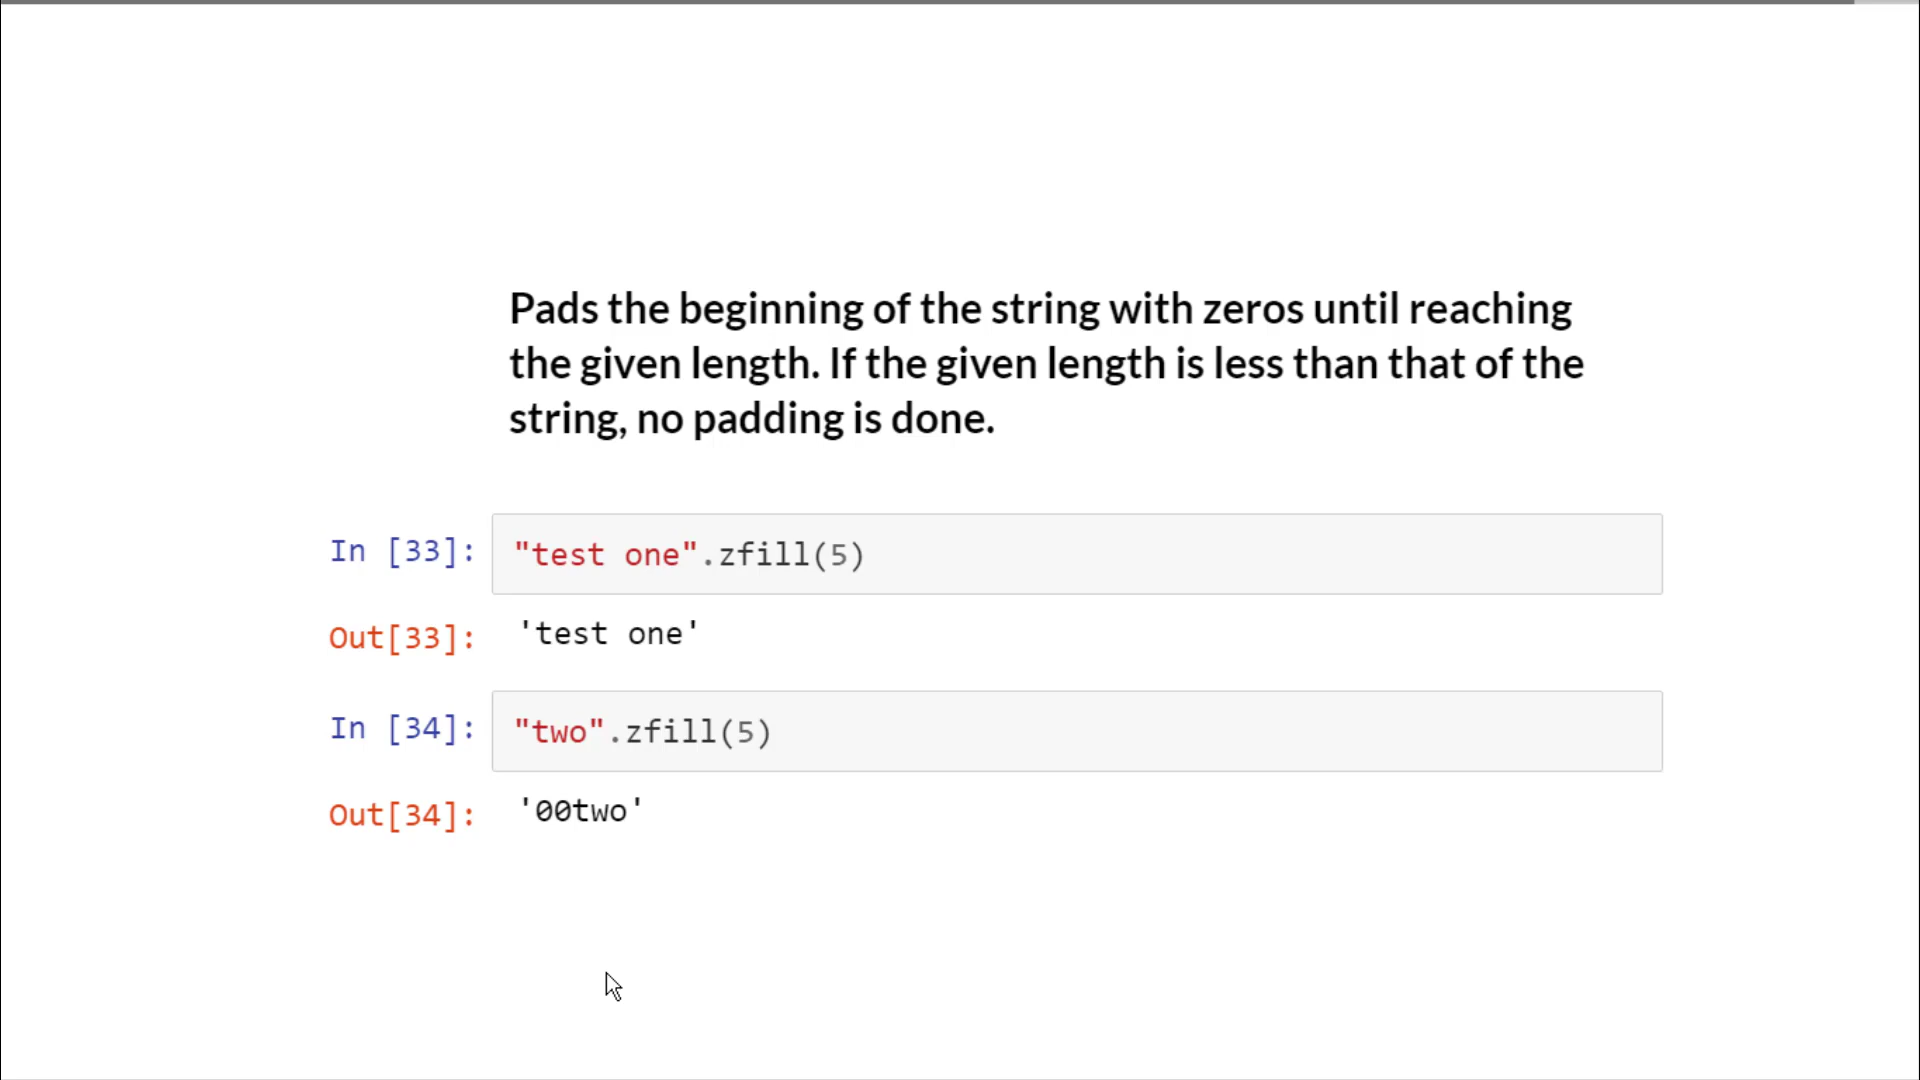 Pads the beginning of the string with zeros until reaching
the given length. If the given length is less than that of the
string, no padding is done.
In [33]: "test one".zfill(5)
Out[33]: 'test one'
In [34]: "two".zfill(5)
Out[34]: '00two'